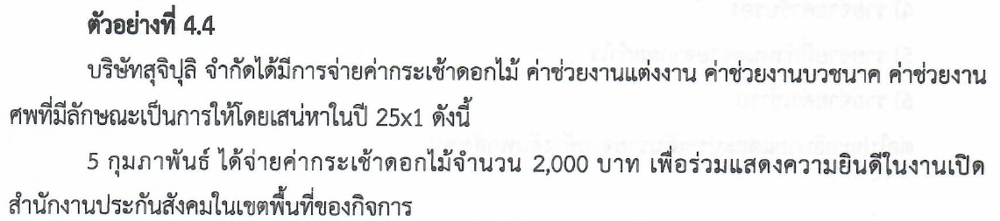 ตัวอย่างที่ 4.4
บริษัทสุจิปุลิ จำกัดได้มีการจ่ายค่ากระเช้าดอกไม้ ค่าช่วยงานแต่งงาน ค่าช่วยงานบวชนาค ค่าช่วยงาน
ศพที่มีลักษณะเป็นการให้โดยเสน่หาในปี 25x1 ดังนี้
5 กุมภาพันธ์ ได้จ่ายค่ากระเช้าดอกไม้จำนวน 2,000 บาท เพื่อร่วมแสดงความยินดีในงานเปิด
สำนักงานประกันสังคมในเขตพื้นที่ของกิจการ